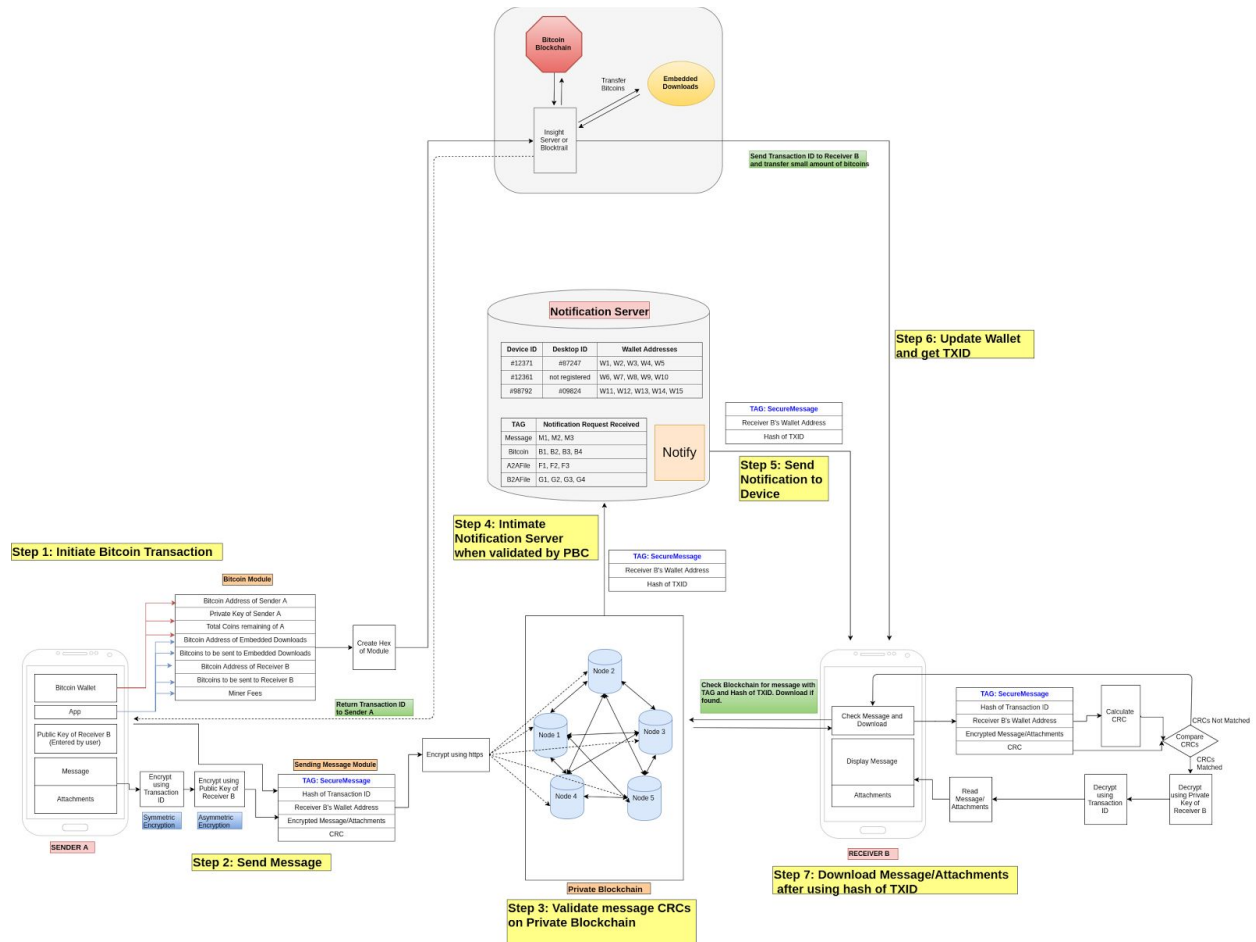 Bitcoin
Blockchain
Embedded
Downloads
Transfer
Bitcoins
Insight
Server or
Blocktrail
Send Transaction ID to Receiver B
and transfer small amount of bitcoins
Notification Server
Device ID Desktop ID Wallet Addresses
#12371 #87247 W1, W2, W3, W4, W5
#12361 not registered W6, W7, W8, W9, W10
#98792 #09824 W11, W12, W13, W14, W15
TAG Notification Request Received
Message M1, M2, M3
Bitcoin B1, B2, B3, B4
A2AFile F1, F2, F3
B2AFile G1, G2, G3, G4
Notify
Step 6: Update Wallet
and get TXID
TAG: SecureMessage
Receiver B's Wallet Address
Hash of TXID
Step 5: Send
Notification to
Device
Step 4: Intimate
Notification Server
when validated by PBC
TAG: SecureMessage
Receiver B's Wallet Address
Hash of TXID
Step 1: Initiate Bitcoin Transaction
Bitcoin Module
Bitcoin Address of Sender A
Private Key of Sender A
Total Coins remaining of A
Bitcoin Address of Embedded Downloads
Bitcoins to be sent to Embedded Downloads
Bitcoin Address of Receiver B
Bitcoins to be sent to Receiver B
Miner Fees
Create Hex
of Module
Return Transaction ID
to Sender A
Bitcoin Wallet
App
Public Key of Receiver B
(Entered by user)
Message
Attachments
SENDER A
Encrypt
using
Transaction
ID
Symmetric
Encryption
Encrypt using
Public Key of
Receiver B
Asymmetric
Encryption
Step 2: Send Message
Sending Message Module
TAG: SecureMessage
Hash of Transaction ID
Receiver B's Wallet Address
Encrypted Message/Attachments
CRC
Encrypt using https
Node 2
Node 1
Node 3
Node 4
Node 5
Private Blockchain
Step 3: Validate message CRCs
on Private Blockchain
Check Blockchain for message with
TAG and Hash of TXID. Download if
found.
Check Message and
Download
Display Message
Attachments
RECEIVER B
TAG: SecureMessage
Hash of Transaction ID
Receiver B's Wallet Address
Encrypted Message/Attachments
CRC
Calculate
CRC
CRCs Not Matched
Compare
CRCs
CRCs
Matched
Decrypt
using Private
Key of
Receiver B
Decrypt
using
Transaction
ID
Read
Message/
Attachments
Step 7: Download Message/Attachments
after using hash of TXID